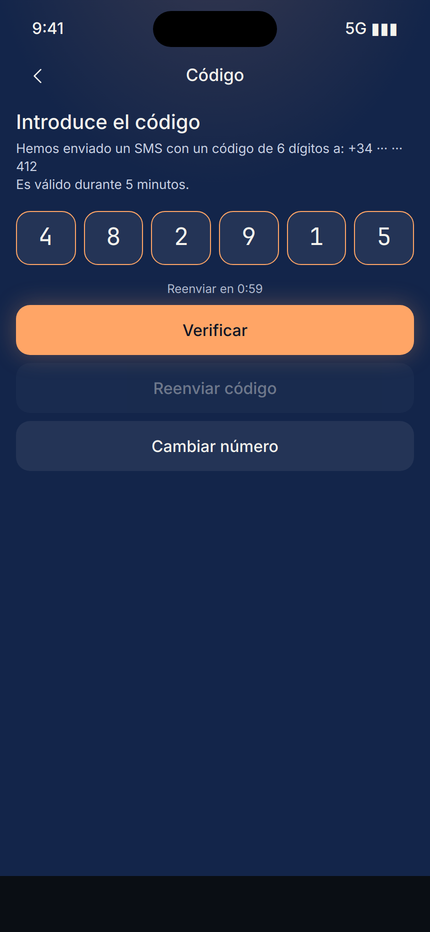 9:41
5G
Código
Introduce el código
Hemos enviado un SMS con un código de 6 dígitos a: +34 ··· ···
412
Es válido durante 5 minutos.
4 8 2 9 1 5
Reenviar en 0:59
Verificar
Reenviar código
Cambiar número